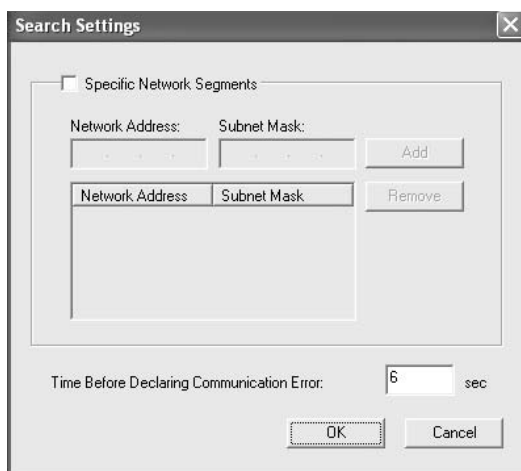 Search Settings
Specific Network Segments
Network Address: Subnet Mask:
Add
Network Address Subnet Mask
Remove
Time Before Declaring Communication Error: 6 sec
OK Cancel